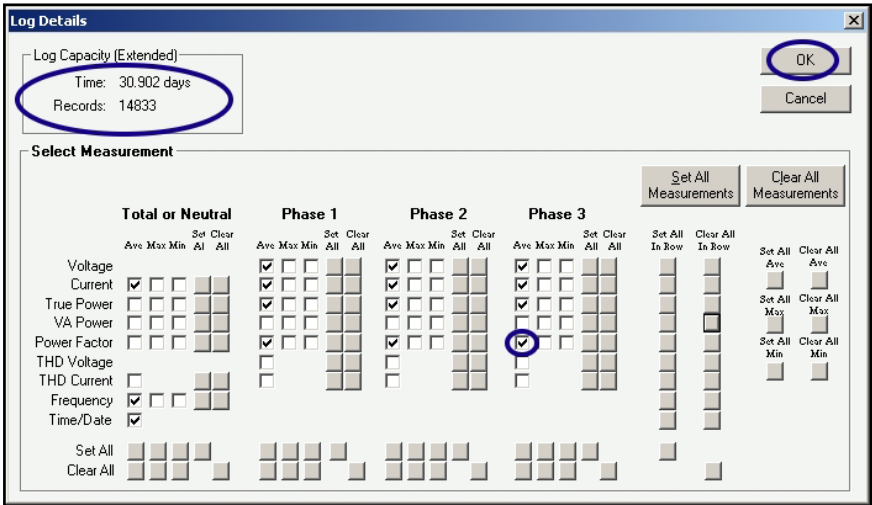 Log Details
Log Capacity (Extended)
Time: 30.902 days
Records: 14833
OK
Cancel
Select Measurement
Set All Measurements
Clear All Measurements
Total or Neutral
Phase 1
Phase 2
Phase 3
Ave Max Min Set Al Clear All
Ave Max Min Set All Clear All
Ave Max Min Set All Clear All
Ave Max Min Set All Clear All
Set All In Row
Clear All In Row
Set All Ave
Clear All Ave
Set All Max
Clear All Max
Set All Min
Clear All Min
Voltage
Current
True Power
VA Power
Power Factor
THD Voltage
THD Current
Frequency
Time/Date
Set All
Clear All